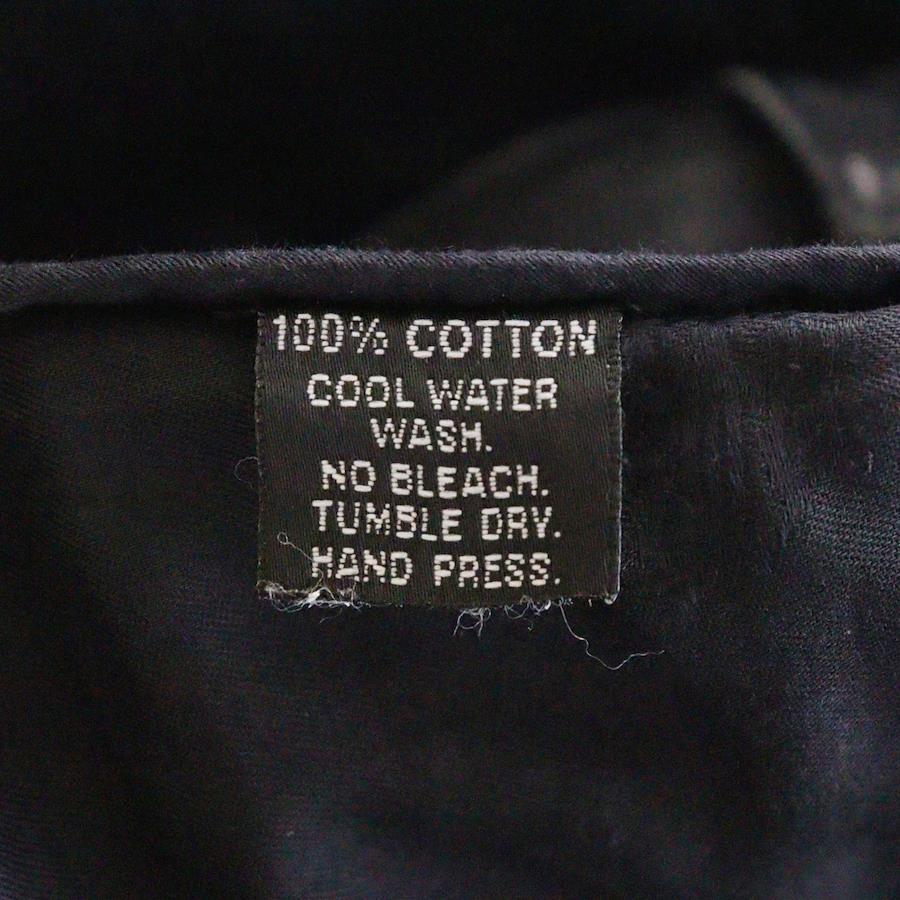 100% COTTON
COOL WATER
WASH.
NO BLEACH.
TUMBLE DRY.
HAND PRESS.